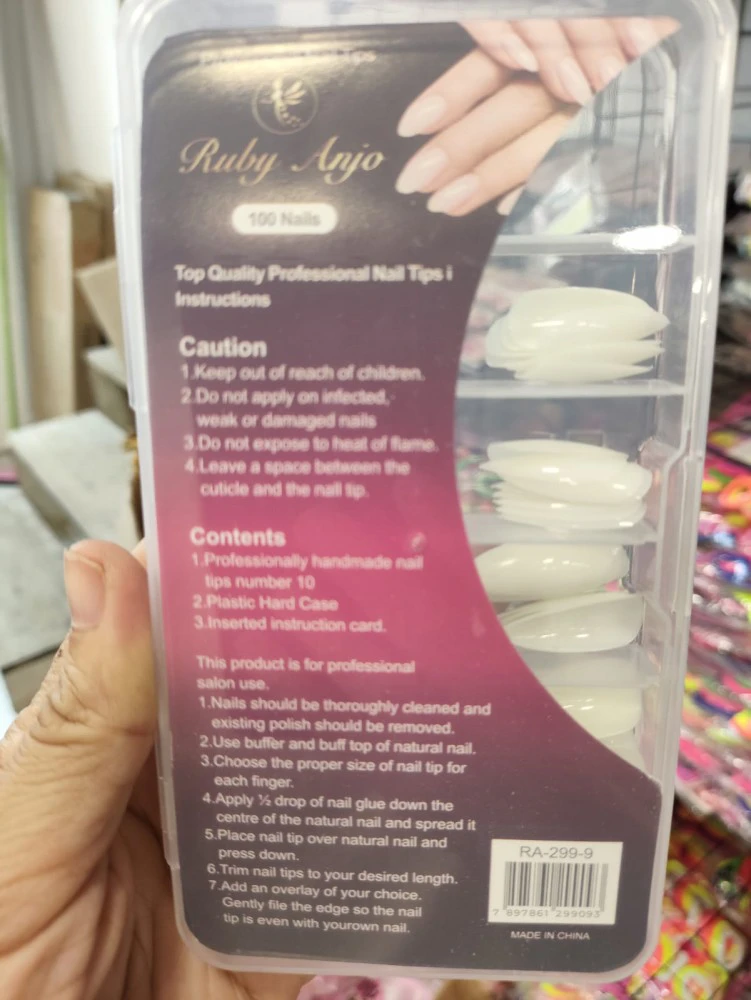 Professional Nail Tips
Ruby Anjo
100 Nails
Top Quality Professional Nail Tips i
Instructions
Caution
1.Keep out of reach of children.
2.Do not apply on infected,
weak or damaged nails
3.Do not expose to heat of flame.
4.Leave a space between the
cuticle and the nail tip.
Contents
1.Professionally handmade nail
tips number 10
2.Plastic Hard Case
3.Inserted instruction card.
This product is for professional
salon use.
1.Nails should be thoroughly cleaned and
existing polish should be removed.
2.Use buffer and buff top of natural nail.
3.Choose the proper size of nail tip for
each finger.
4.Apply ½ drop of nail glue down the
centre of the natural nail and spread it
5.Place nail tip over natural nail and
press down.
6.Trim nail tips to your desired length.
7.Add an overlay of your choice.
Gently file the edge so the nail
tip is even with yourown nail.
RA-299-9
7 897861 299093
MADE IN CHINA